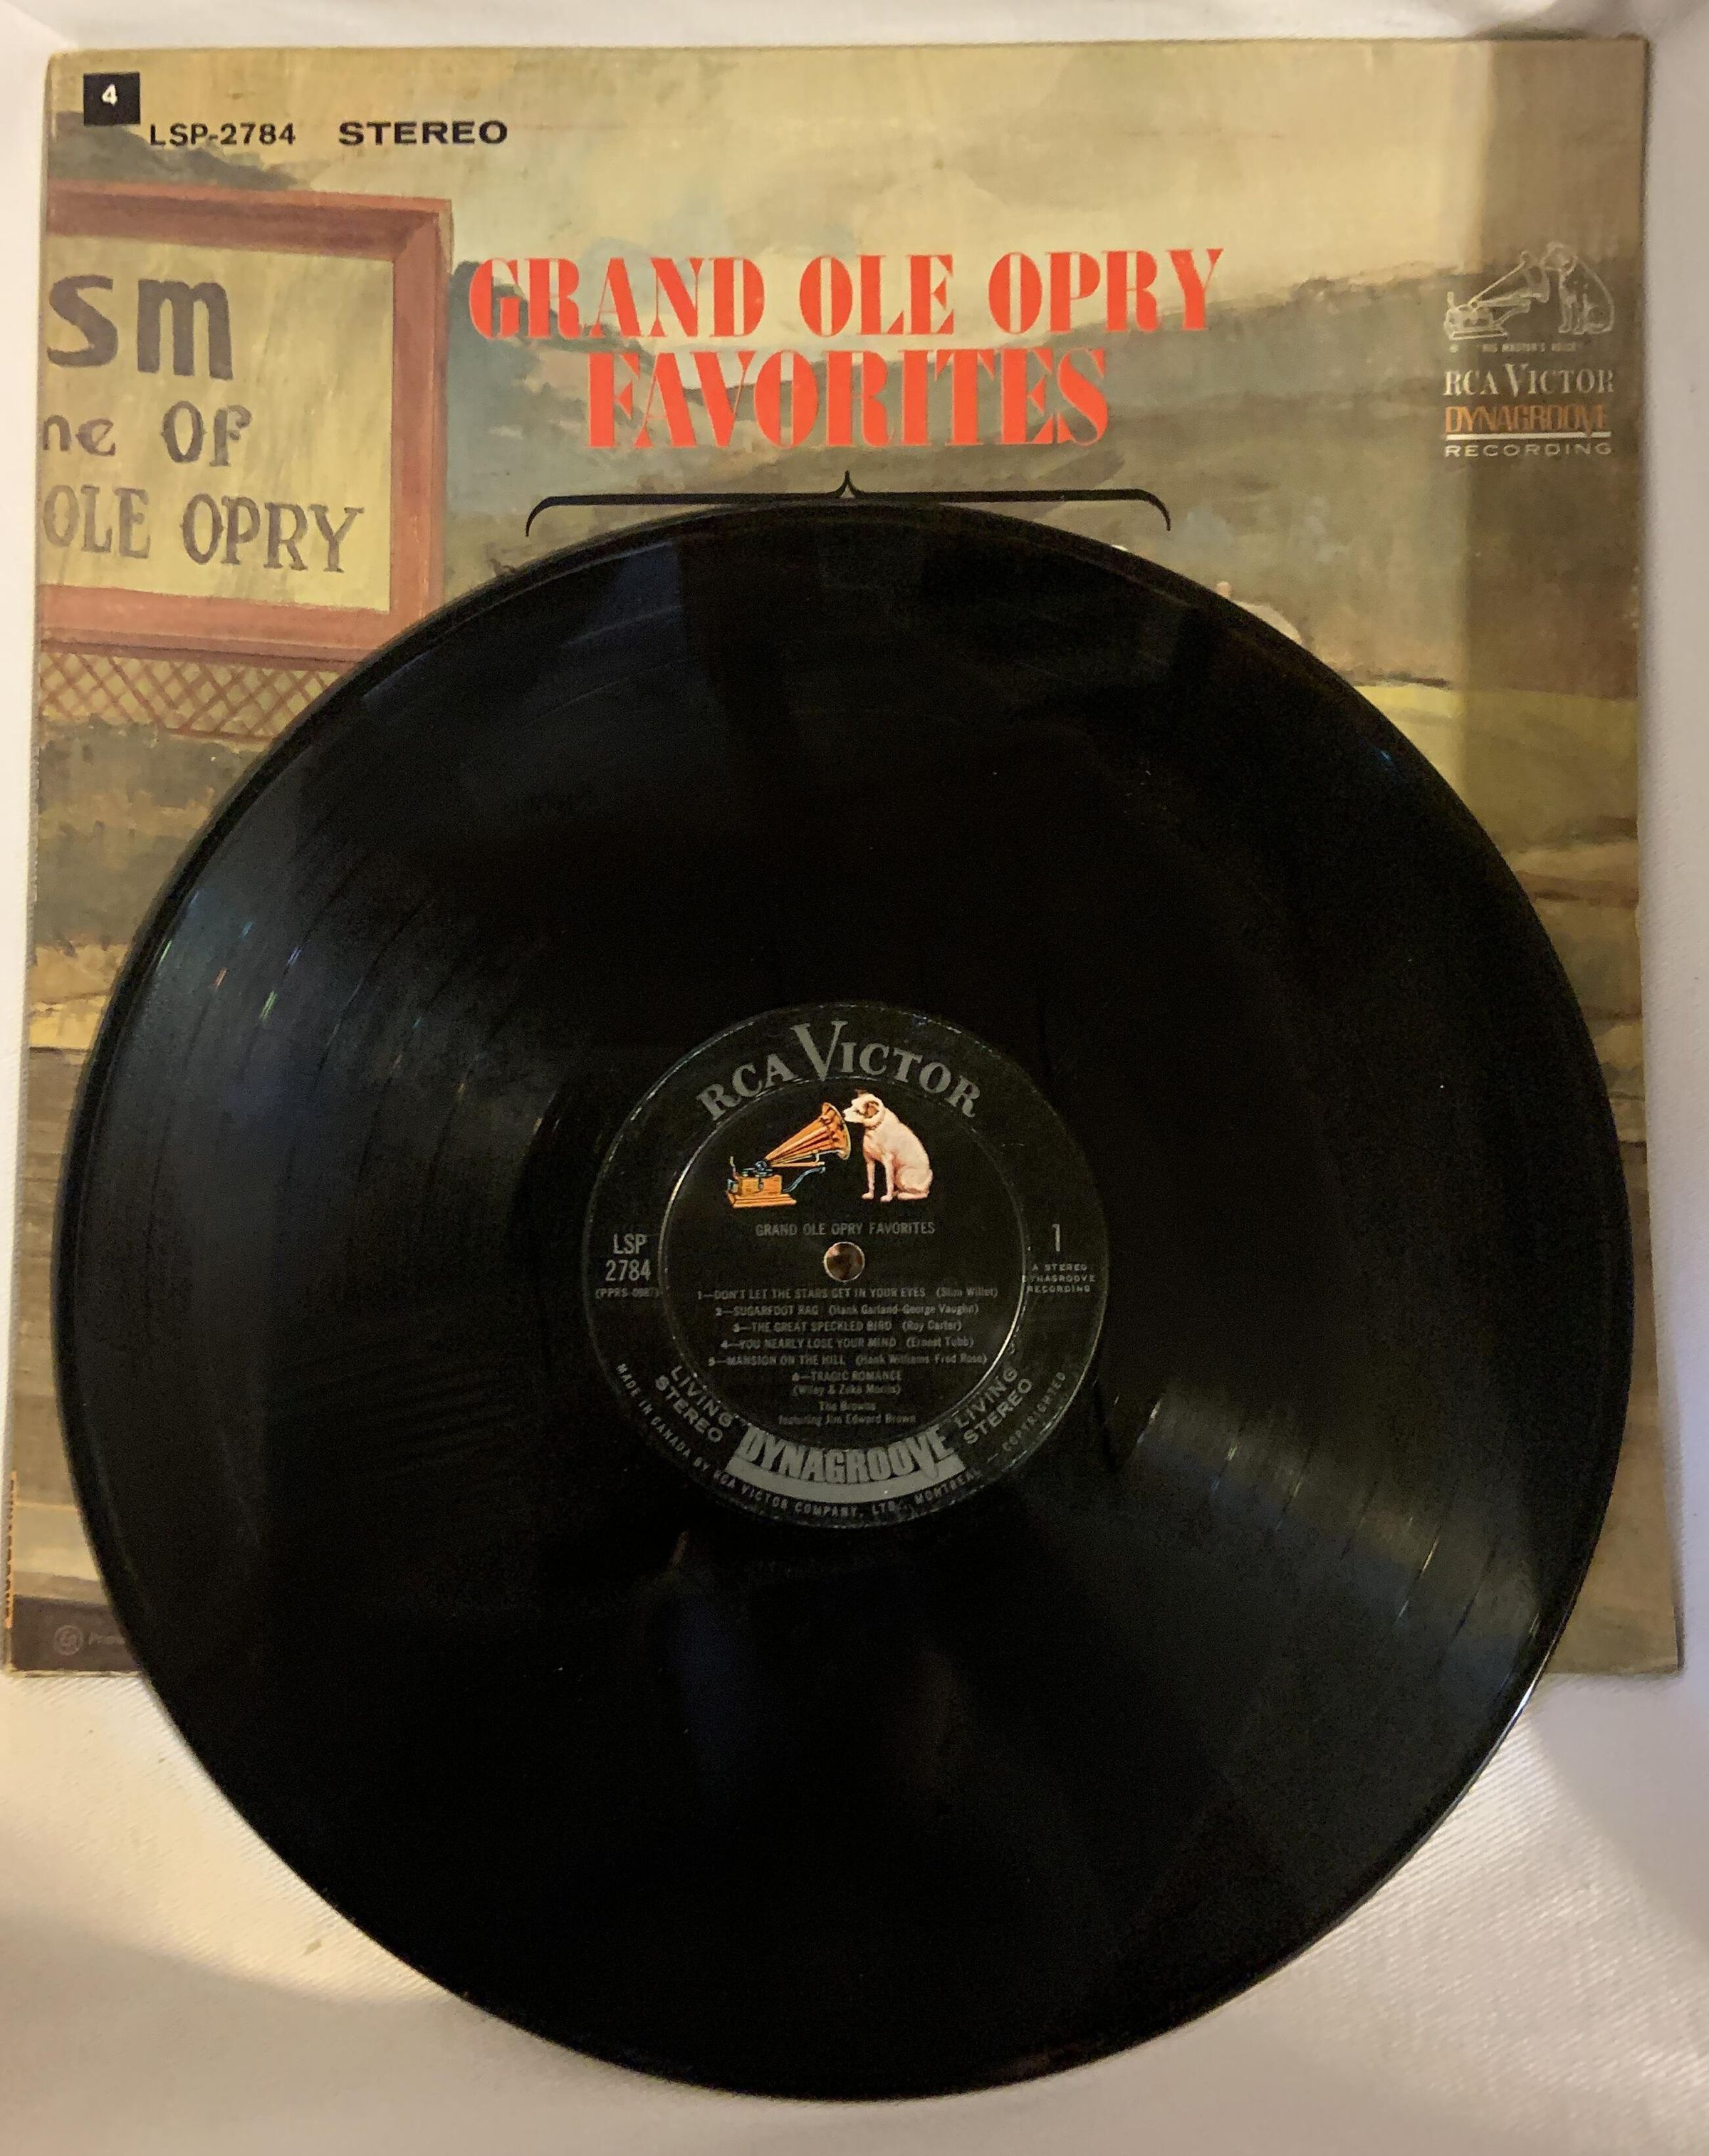 4
LSP-2784 STEREO
sm
ne OF
OLE OPRY
GRAND OLE OPRY
FAVORITES
"HIS MASTER'S VOICE"
RCA VICTOR
DYNAGROOVE
RECORDING
RCA VICTOR
GRAND OLE OPRY FAVORITES
LSP
2784
1
A STEREO
DYNAGROOVE
RECORDING
1—DON'T LET THE STARS GET IN YOUR EYES (Slim Willet)
2—SUGARFOOT RAG (Hank Garland-George Vaughn)
3—THE GREAT SPECKLED BIRD (Roy Carter)
4—YOU NEARLY LOSE YOUR MIND (Ernest Tubb)
5—MANSION ON THE HILL (Hank Williams-Fred Rose)
6—TRAGIC ROMANCE
(Wiley & Zeke Morris)
The Browns
featuring Jim Edward Brown
LIVING
STEREO
LIVING
STEREO
DYNAGROOVE
MADE IN CANADA BY RCA VICTOR COMPANY, LTD., MONTREAL COPYRIGHTED